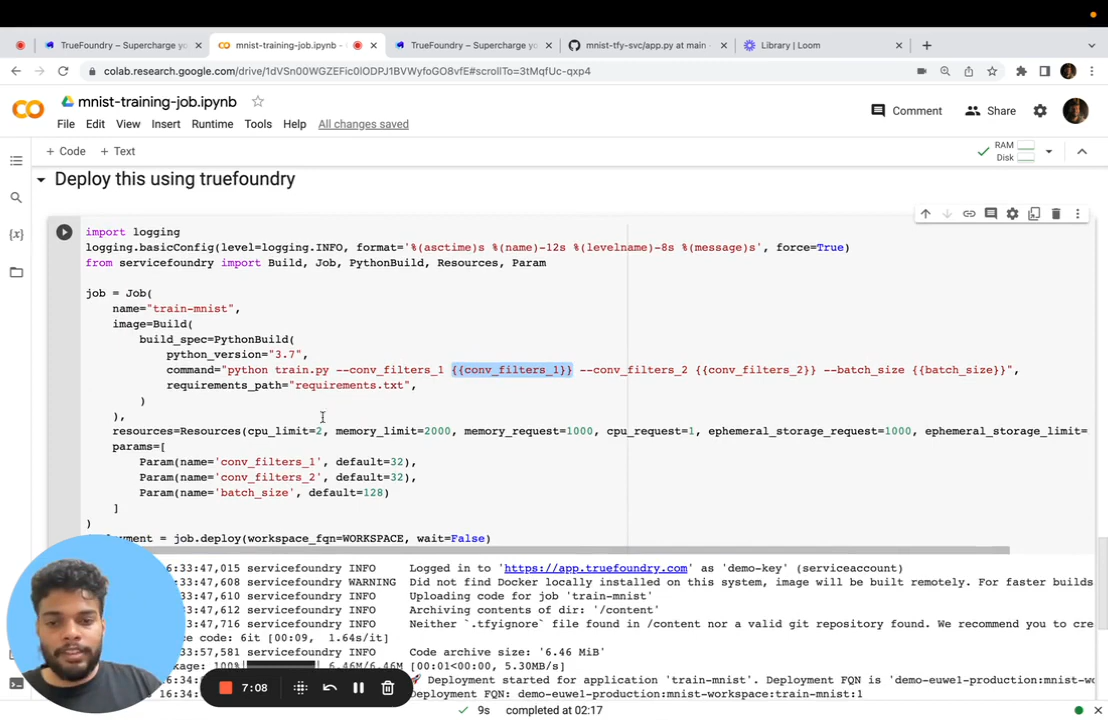 TrueFoundry – Supercharge yo
mnist-training-job.ipynb -
TrueFoundry – Supercharge yo
mnist-tfy-svc/app.py at main -
Library | Loom
colab.research.google.com/drive/1dVSn00WGZEFic0lODPJ1BVWyfoGO8vfE#scrollTo=3tMqfUc-qxp4
mnist-training-job.ipynb
Comment
Share
File Edit View Insert Runtime Tools Help All changes saved
+ Code + Text
RAM
Disk
Deploy this using truefoundry
import logging
logging.basicConfig(level=logging.INFO, format='%(asctime)s %(name)-12s %(levelname)-8s %(message)s', force=True)
from servicefoundry import Build, Job, PythonBuild, Resources, Param
job = Job(
name="train-mnist",
image=Build(
build_spec=PythonBuild(
python_version="3.7",
command="python train.py --conv_filters_1 {{conv_filters_1}} --conv_filters_2 {{conv_filters_2}} --batch_size {{batch_size}}",
requirements_path="requirements.txt",
)
),
resources=Resources(cpu_limit=2, memory_limit=2000, memory_request=1000, cpu_request=1, ephemeral_storage_request=1000, ephemeral_storage_limit=
params=[
Param(name='conv_filters_1', default=32),
Param(name='conv_filters_2', default=32),
Param(name='batch_size', default=128)
]
)
yment = job.deploy(workspace_fqn=WORKSPACE, wait=False)
6:33:47,015 servicefoundry INFO Logged in to 'https://app.truefoundry.com' as 'demo-key' (serviceaccount)
6:33:47,608 servicefoundry WARNING Did not find Docker locally installed on this system, image will be built remotely. For faster builds
6:33:47,610 servicefoundry INFO Uploading code for job 'train-mnist'
6:33:47,612 servicefoundry INFO Archiving contents of dir: '/content'
6:33:47,716 servicefoundry INFO Neither `.tfyignore` file found in /content nor a valid git repository found. We recommend you to cre
ce code: 6it [00:09, 1.64s/it]
6:33:57,581 servicefoundry INFO Code archive size: '6.46 MiB'
kage: 100% 6.46M/6.46M [00:01<00:00, 5.30MB/s]
16:34: Deployment started for application 'train-mnist'. Deployment FQN is 'demo-euwe1-production:mnist-wo
16:34: Deployment FQN: demo-euwe1-production:mnist-workspace:train-mnist:1
7:08
9s completed at 02:17